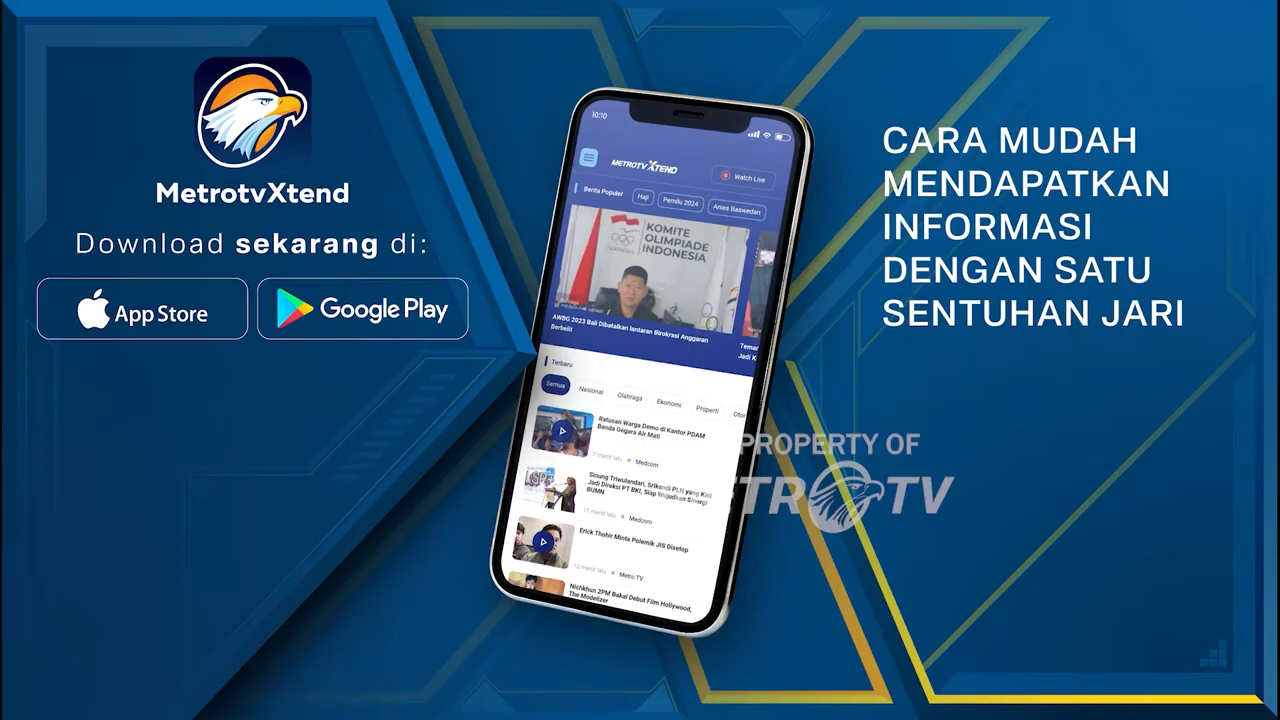 MetrotvXtend
Download sekarang di:
App Store
Google Play
10:10
METROTV XTEND
Watch Live
Berita Populer
Haji
Pemilu 2024
Anies Baswedan
KOMITE
OLIMPIADE
INDONESIA
AWBG 2023 Bali Dibatalkan lantaran Birokrasi Anggaran
Berbelit
Temar
Jadi K
Terbaru
Semua
Nasional
Olahraga
Ekonomi
Properti
Otor
Ratusan Warga Demo di Kantor PDAM
Banda Gegara Air Mati
7 menit lalu
Medcom
Sinung Triwulandari, Srikandi PLN yang Kini
Jadi Direksi PT BKI, Siap Wujudkan Sinergi
BUMN
11 menit lalu
Medcom
Erick Thohir Minta Polemik JIS Disetop
12 menit lalu
Metro TV
Nichkhun 2PM Bakal Debut Film Hollywood,
The Modelizer
CARA MUDAH
MENDAPATKAN
INFORMASI
DENGAN SATU
SENTUHAN JARI
PROPERTY OF
TRO TV